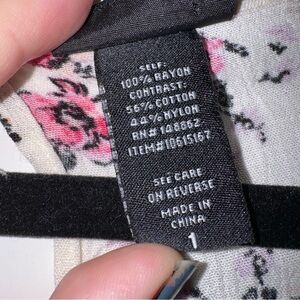 SELF:
100% RAYON
CONTRAST:
56% COTTON
44% NYLON
RN# 148862
ITEM#10615167
SEE CARE
ON REVERSE
MADE IN
CHINA
1